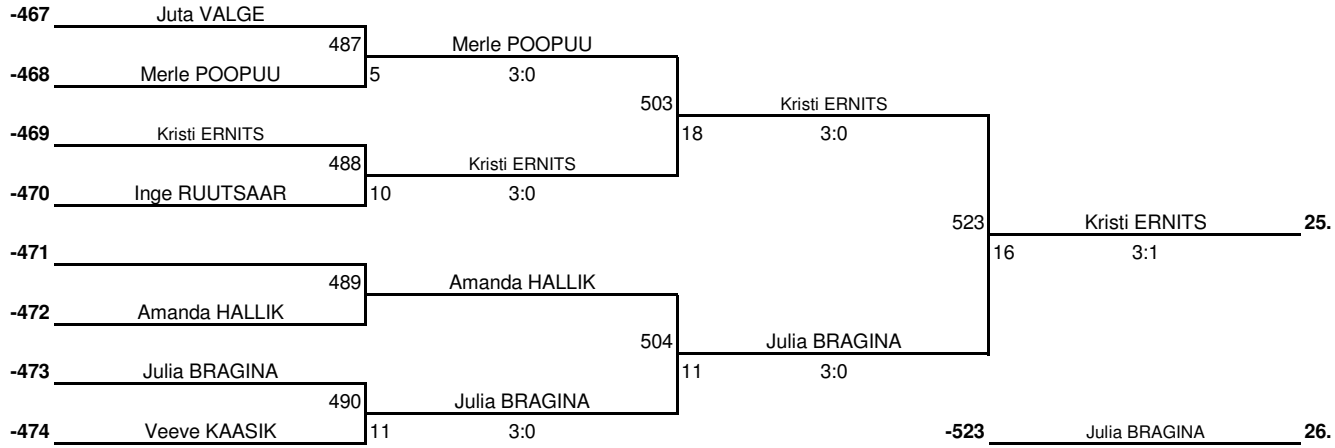 -467 Juta VALGE
487 Merle POOPUU
-468 Merle POOPUU 5 3:0
503 Kristi ERNITS
-469 Kristi ERNITS 18 3:0
488 Kristi ERNITS
-470 Inge RUUTSAAR 10 3:0
523 Kristi ERNITS 25.
-471 16 3:1
489 Amanda HALLIK
-472 Amanda HALLIK
504 Julia BRAGINA
-473 Julia BRAGINA 11 3:0
490 Julia BRAGINA
-474 Veeve KAASIK 11 3:0 -523 Julia BRAGINA 26.